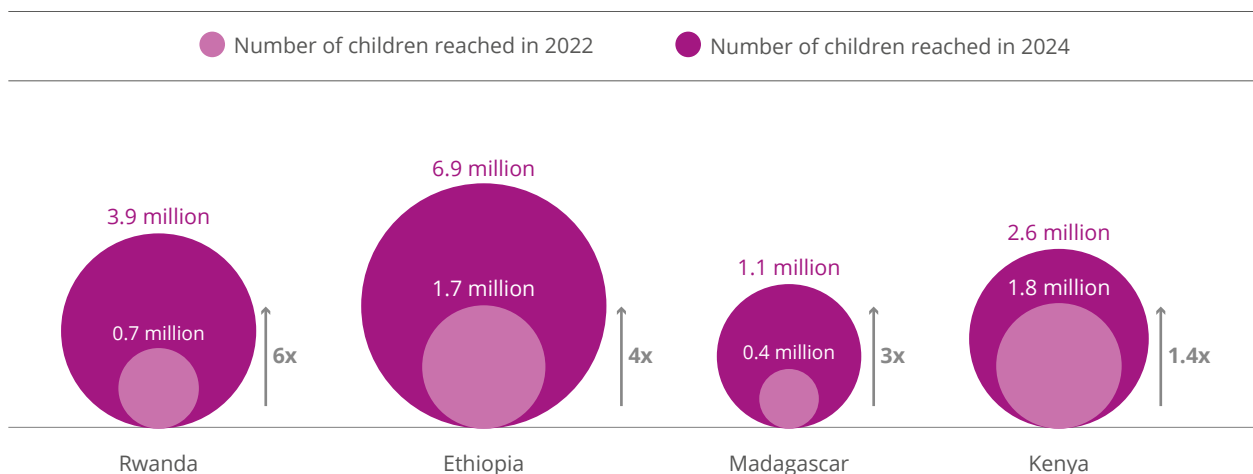 Number of children reached in 2022
Number of children reached in 2024
3.9 million
0.7 million
6x
Rwanda
6.9 million
1.7 million
4x
Ethiopia
1.1 million
0.4 million
3x
Madagascar
2.6 million
1.8 million
1.4x
Kenya